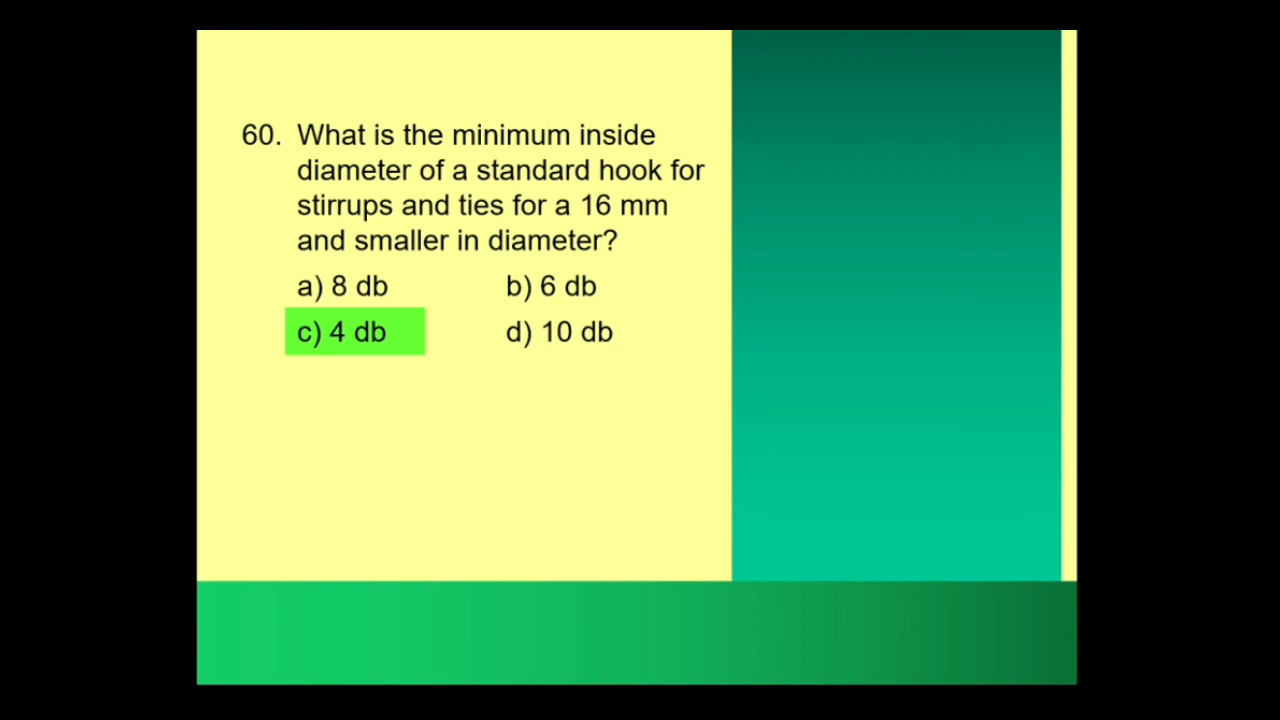 60. What is the minimum inside
diameter of a standard hook for
stirrups and ties for a 16 mm
and smaller in diameter?
a) 8 db b) 6 db
c) 4 db d) 10 db